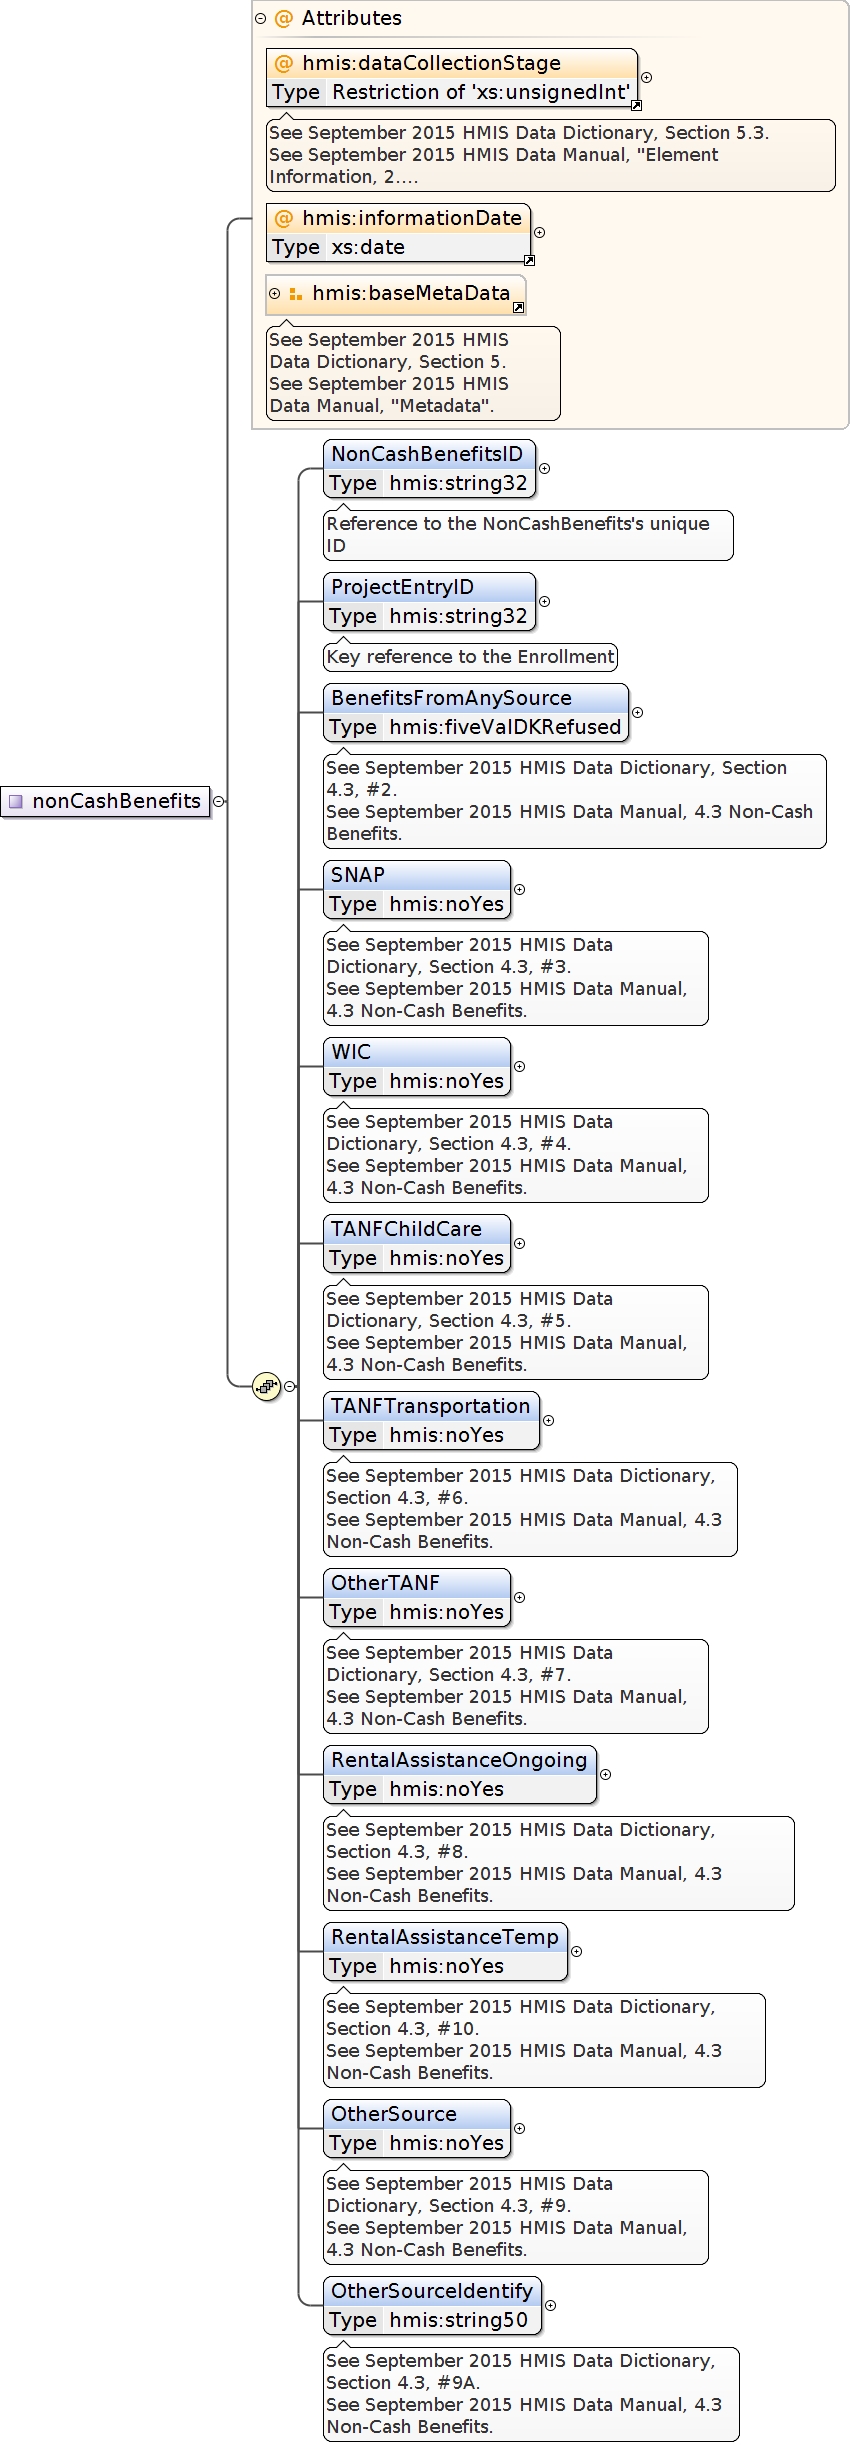 @ Attributes
@ hmis:dataCollectionStage
Type Restriction of 'xs:unsignedInt'
See September 2015 HMIS Data Dictionary, Section 5.3.
See September 2015 HMIS Data Manual, "Element
Information, 2....
@ hmis:informationDate
Type xs:date
hmis:baseMetaData
See September 2015 HMIS
Data Dictionary, Section 5.
See September 2015 HMIS
Data Manual, "Metadata".
NonCashBenefitsID
Type hmis:string32
Reference to the NonCashBenefits's unique
ID
ProjectEntryID
Type hmis:string32
Key reference to the Enrollment
BenefitsFromAnySource
Type hmis:fiveValDKRefused
See September 2015 HMIS Data Dictionary, Section
4.3, #2.
See September 2015 HMIS Data Manual, 4.3 Non-Cash
Benefits.
nonCashBenefits
SNAP
Type hmis:noYes
See September 2015 HMIS Data
Dictionary, Section 4.3, #3.
See September 2015 HMIS Data Manual,
4.3 Non-Cash Benefits.
WIC
Type hmis:noYes
See September 2015 HMIS Data
Dictionary, Section 4.3, #4.
See September 2015 HMIS Data Manual,
4.3 Non-Cash Benefits.
TANFChildCare
Type hmis:noYes
See September 2015 HMIS Data
Dictionary, Section 4.3, #5.
See September 2015 HMIS Data Manual,
4.3 Non-Cash Benefits.
TANFTransportation
Type hmis:noYes
See September 2015 HMIS Data Dictionary,
Section 4.3, #6.
See September 2015 HMIS Data Manual, 4.3
Non-Cash Benefits.
OtherTANF
Type hmis:noYes
See September 2015 HMIS Data
Dictionary, Section 4.3, #7.
See September 2015 HMIS Data Manual,
4.3 Non-Cash Benefits.
RentalAssistanceOngoing
Type hmis:noYes
See September 2015 HMIS Data Dictionary,
Section 4.3, #8.
See September 2015 HMIS Data Manual, 4.3
Non-Cash Benefits.
RentalAssistanceTemp
Type hmis:noYes
See September 2015 HMIS Data Dictionary,
Section 4.3, #10.
See September 2015 HMIS Data Manual, 4.3
Non-Cash Benefits.
OtherSource
Type hmis:noYes
See September 2015 HMIS Data
Dictionary, Section 4.3, #9.
See September 2015 HMIS Data Manual,
4.3 Non-Cash Benefits.
OtherSourceIdentify
Type hmis:string50
See September 2015 HMIS Data Dictionary,
Section 4.3, #9A.
See September 2015 HMIS Data Manual, 4.3
Non-Cash Benefits.